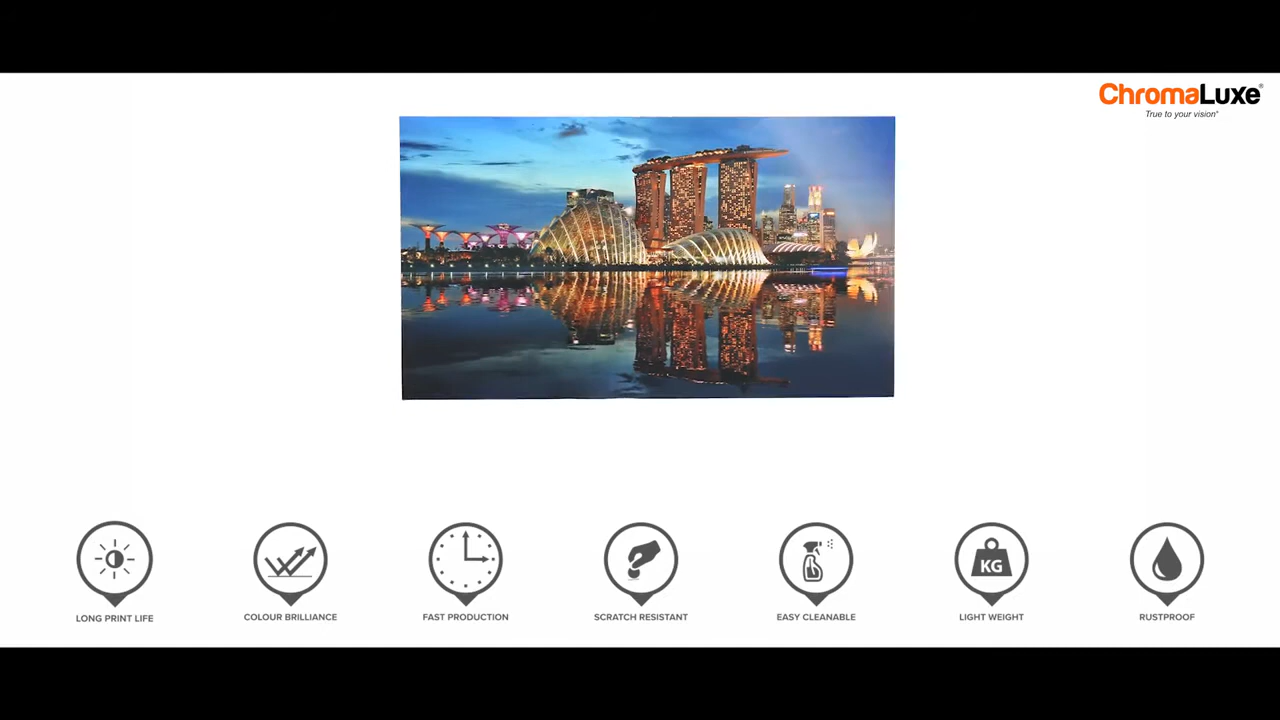 ChromaLuxe®
True to your vision®
KG
LONG PRINT LIFE
COLOUR BRILLIANCE
FAST PRODUCTION
SCRATCH RESISTANT
EASY CLEANABLE
LIGHT WEIGHT
RUSTPROOF